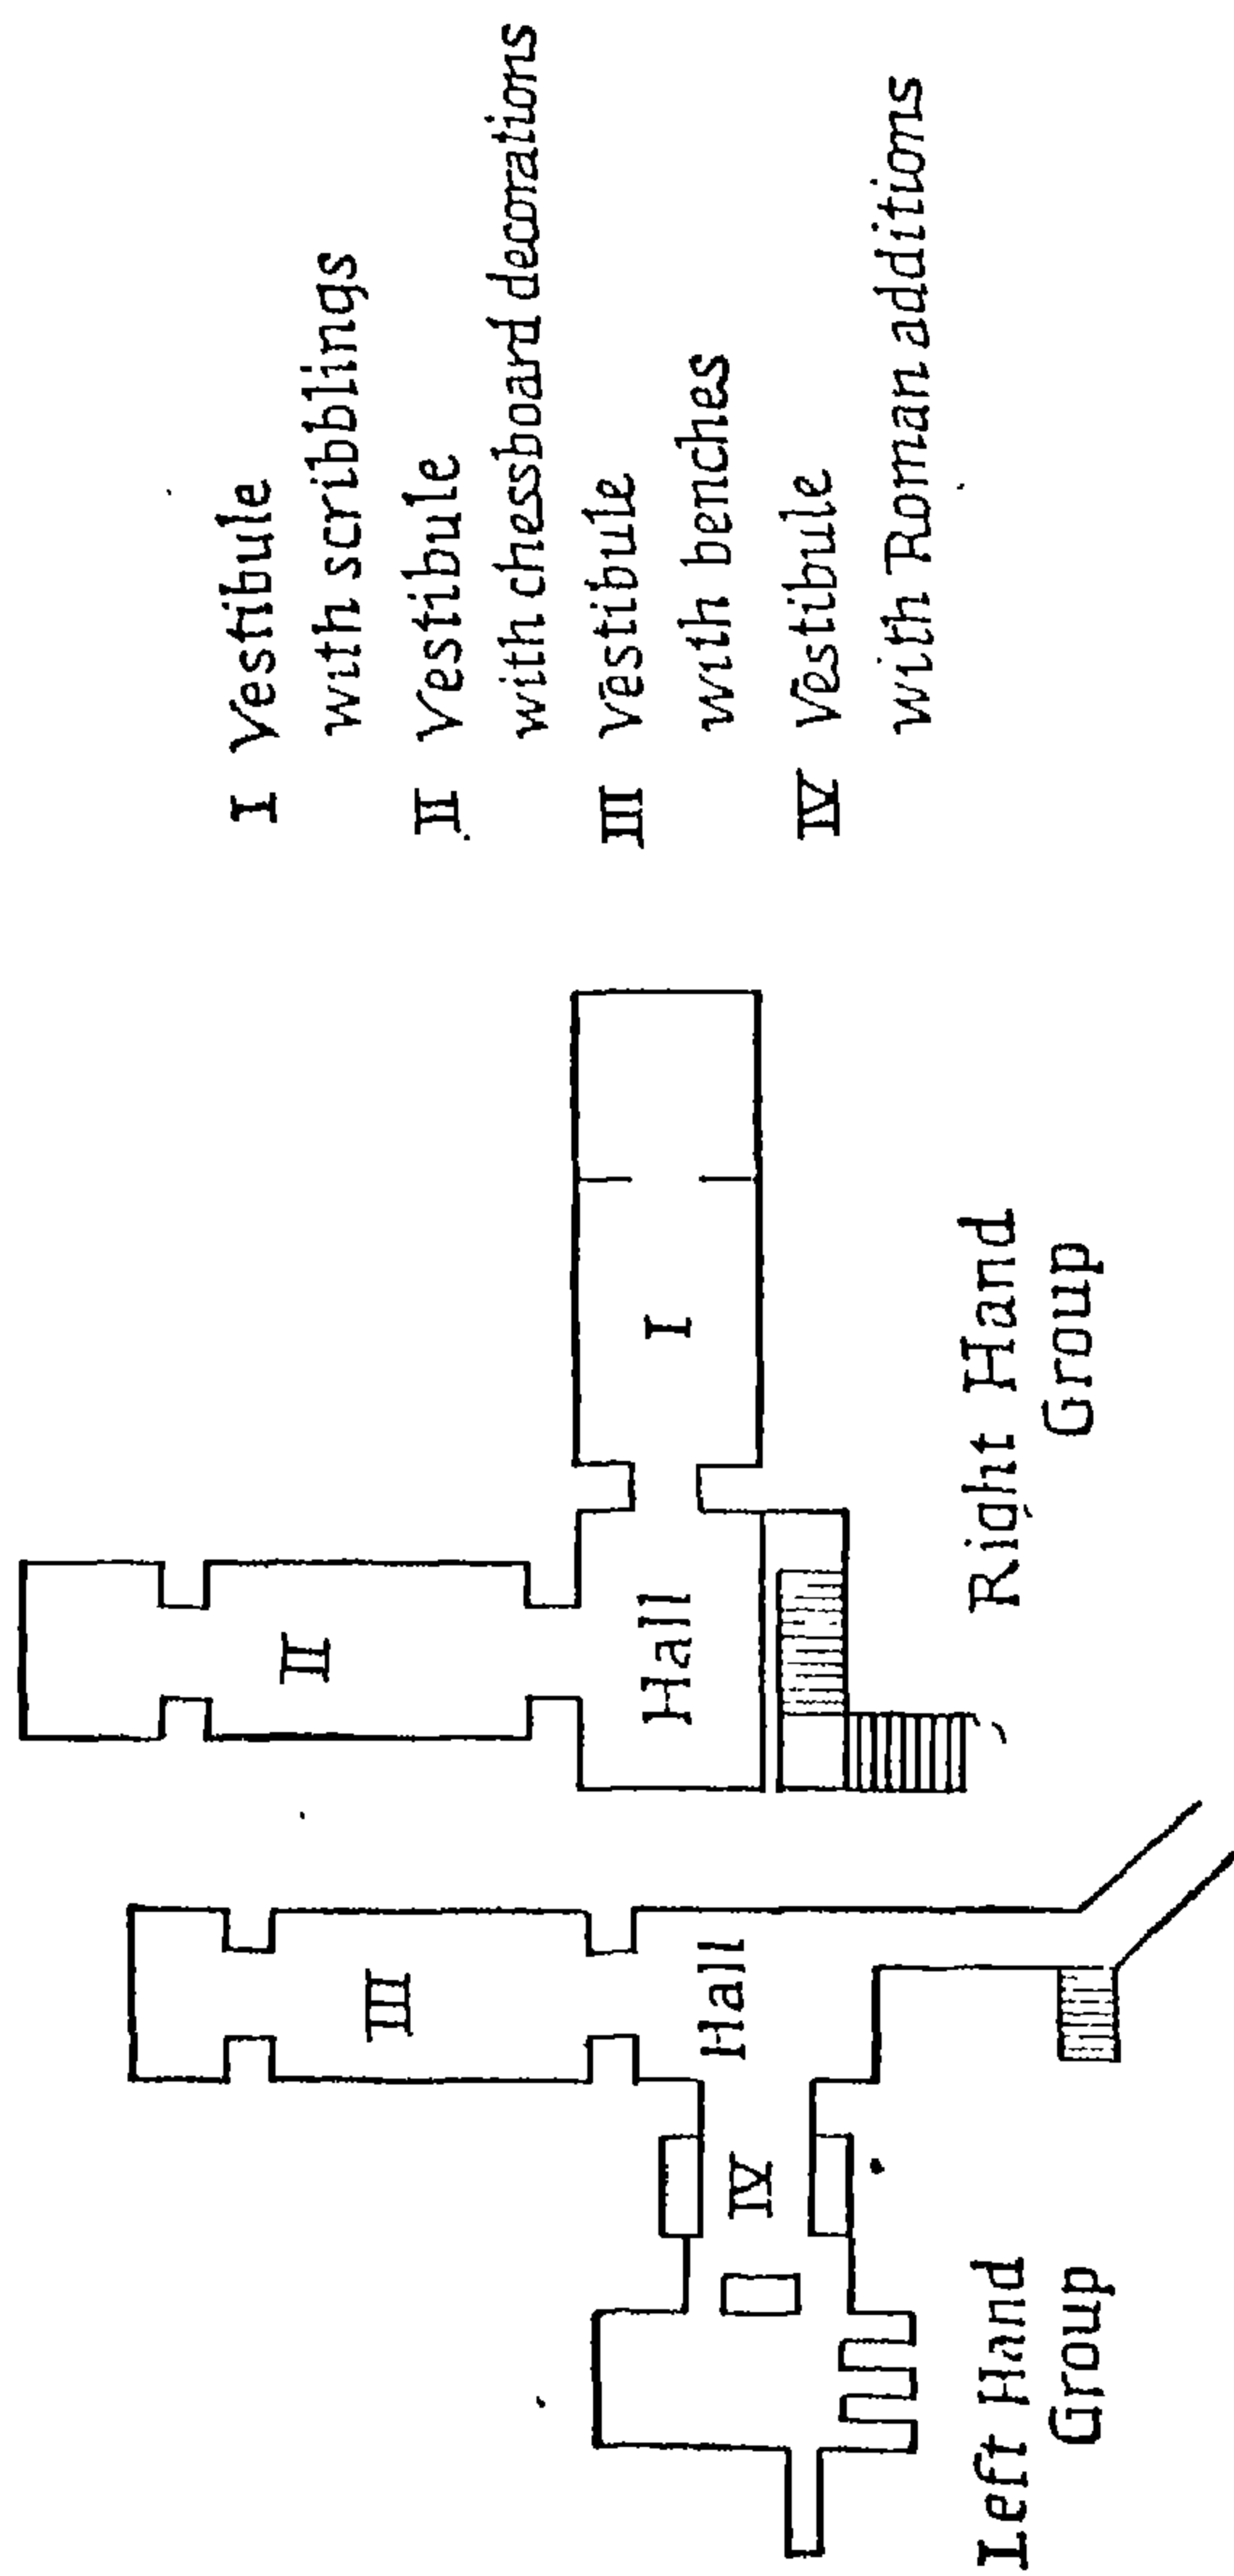 I Vestibule
with scribblings
II Vestibule
with chessboard decorations
III Vestibule
with benches
IV Vestibule
with Roman additions
II
I
Hall
Right Hand
Group
III
Hall
IV
Left Hand
Group